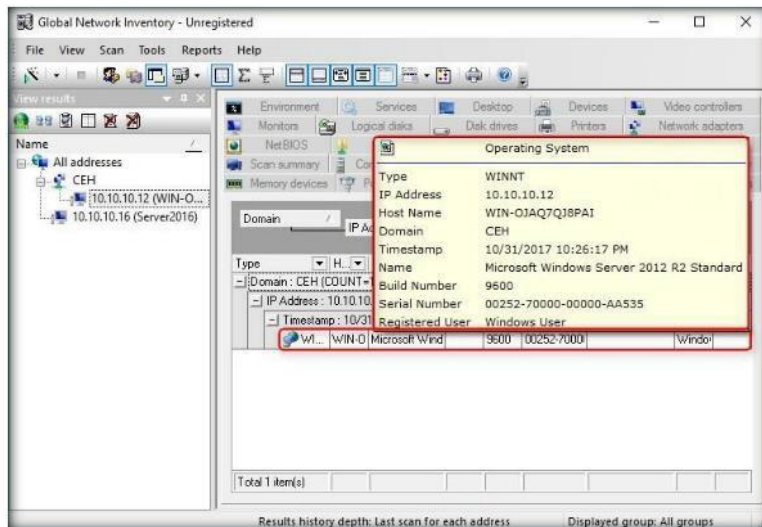 Global Network Inventory - Unregistered
File View Scan Tools Reports Help
View results
Name
All addresses
CEH
10.10.10.12 (WIN-O...
10.10.10.16 (Server2016)
Environment Services Desktop Devices Video controllers
Monitors Logical disks Disk drives Printers Network adapters
NetBIOS
Scan summary
Memory devices
Operating System
Type WINNT
IP Address 10.10.10.12
Host Name WIN-OJAQ7QJ8PAI
Domain CEH
Timestamp 10/31/2017 10:26:17 PM
Name Microsoft Windows Server 2012 R2 Standard
Build Number 9600
Serial Number 00252-70000-00000-AA535
Registered User Windows User
Domain
Type H...
Domain : CEH (COUNT=
IP Address : 10.10.10.
Timestamp : 10/31
WI... WIN-O Microsoft Wind 9600 00252-7000 Windo
Total 1 item(s)
Results history depth: Last scan for each address Displayed group: All groups